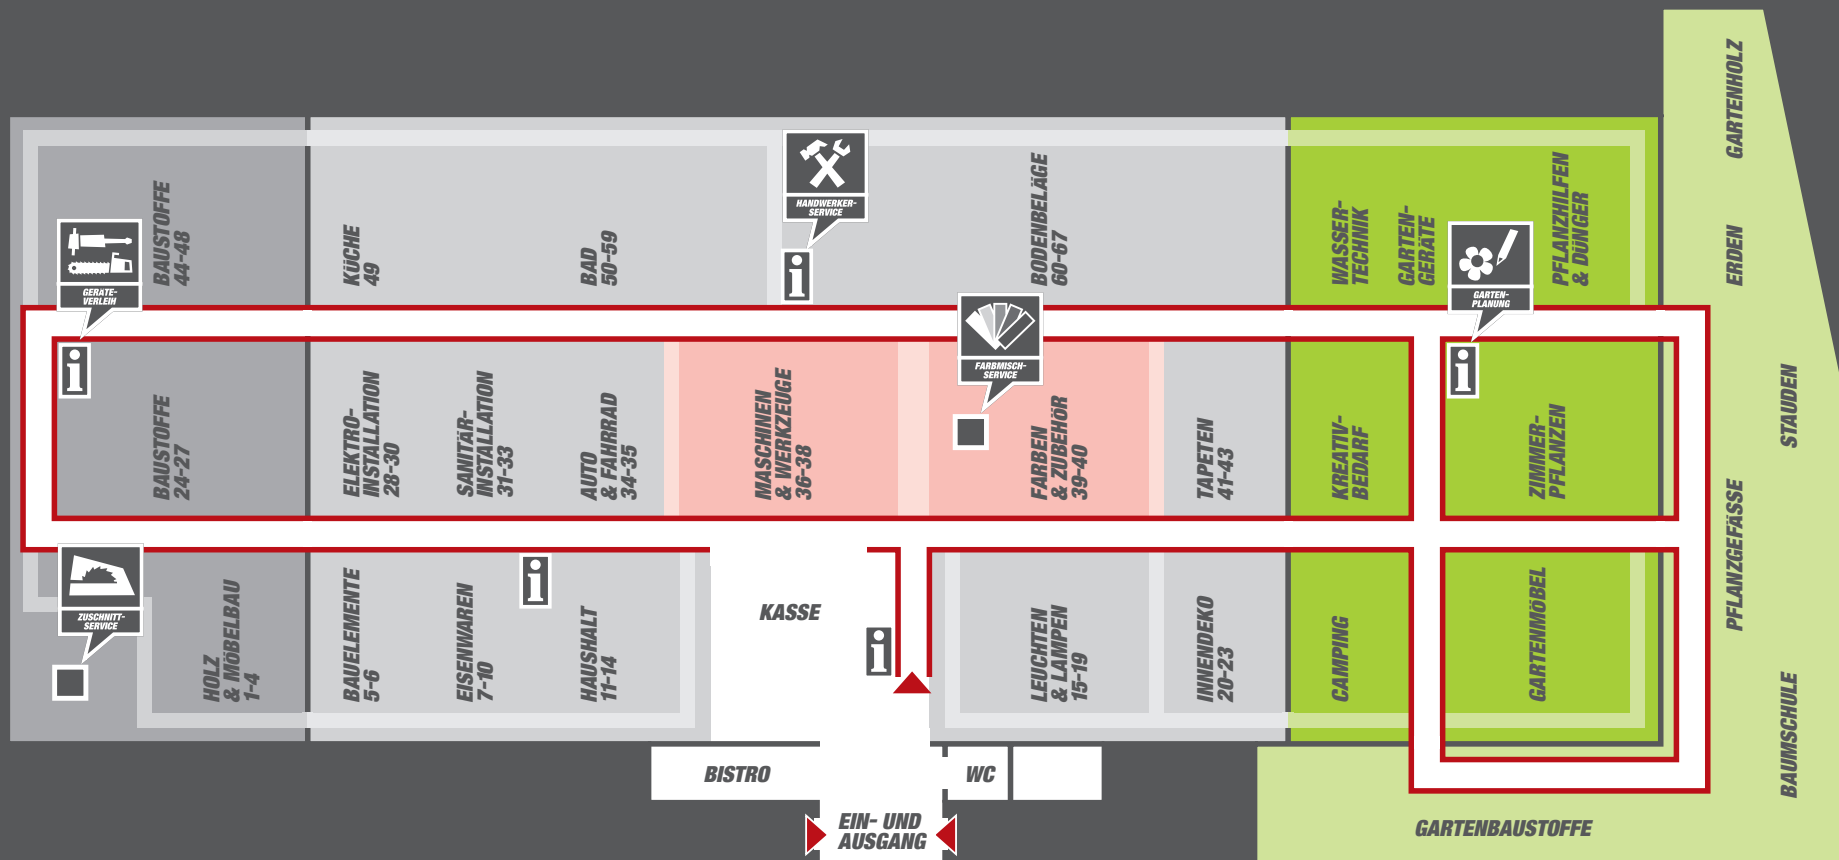 BAUSTOFFE
44-48
KÜCHE
49
BAD
50-59
HANDWERKER-
SERVICE
i
BODENBELÄGE
60-67
WASSER-
TECHNIK
GARTEN-
GERÄTE
PFLANZHILFEN
& DÜNGER
GERÄTE-
VERLEIH
i
GARTEN-
PLANUNG
i
FARBMISCH-
SERVICE
BAUSTOFFE
24-27
ELEKTRO-
INSTALLATION
28-30
SANITÄR-
INSTALLATION
31-33
AUTO
& FAHRRAD
34-35
MASCHINEN
& WERKZEUGE
36-38
FARBEN
& ZUBEHÖR
39-40
TAPETEN
41-43
KREATIV-
BEDARF
ZIMMER-
PFLANZEN
ZUSCHNITT-
SERVICE
HOLZ
& MÖBELBAU
1-4
BAUELEMENTE
5-6
EISENWAREN
7-10
i
HAUSHALT
11-14
KASSE
i
LEUCHTEN
& LAMPEN
15-19
INNENDEKO
20-23
CAMPING
GARTENMÖBEL
GARTENHOLZ
ERDEN
STAUDEN
PFLANZGEFÄSSE
BAUMSCHULE
BISTRO
WC
EIN- UND
AUSGANG
GARTENBAUSTOFFE